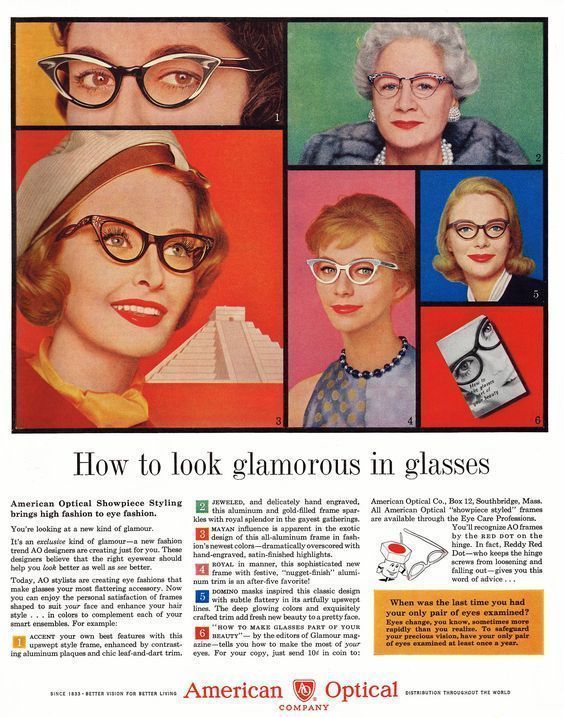 1
2
3
4
5
6
How to
glasses
part of
your beauty
How to look glamorous in glasses
American Optical Showpiece Styling
brings high fashion to eye fashion.
You're looking at a new kind of glamour.
It's an exclusive kind of glamour—a new fashion
trend AO designers are creating just for you. These
designers believe that the right eyewear should
help you look better as well as see better.
Today, AO stylists are creating eye fashions that
make glasses your most flattering accessory. Now
you can enjoy the personal satisfaction of frames
shaped to suit your face and enhance your hair
style . . . in colors to complement each of your
smart ensembles. For example:
1 ACCENT your own best features with this
upswept style frame, enhanced by contrast-
ing aluminum plaques and chic leaf-and-dart trim.
2 JEWELED, and delicately hand engraved,
this aluminum and gold-filled frame spar-
kles with royal splendor in the gayest gatherings.
3 MAYAN influence is apparent in the exotic
design of this all-aluminum frame in fash-
ion's newest colors—dramatically overscored with
hand-engraved, satin-finished highlights.
4 ROYAL in manner, this sophisticated new
frame with festive, "nugget-finish" alumi-
num trim is an after-five favorite!
5 DOMINO masks inspired this classic design
with subtle flattery in its artfully upswept
lines. The deep glowing colors and exquisitely
crafted trim add fresh new beauty to a pretty face.
6 "HOW TO MAKE GLASSES PART OF YOUR
BEAUTY"— by the editors of Glamour mag-
azine—tells you how to make the most of your
eyes. For your copy, just send 10¢ in coin to:
American Optical Co., Box 12, Southbridge, Mass.
All American Optical "showpiece styled" frames
are available through the Eye Care Professions.
You'll recognize AO frames
by the RED DOT on the
hinge. In fact, Reddy Red
Dot—who keeps the hinge
screws from loosening and
falling out—gives you this
word of advice . . .
When was the last time you had
your only pair of eyes examined?
Eyes change, you know, sometimes more
rapidly than you realize. To safeguard
your precious vision, have your only pair
of eyes examined at least once a year.
SINCE 1833 · BETTER VISION FOR BETTER LIVING
American AO Optical
COMPANY
DISTRIBUTION THROUGHOUT THE WORLD